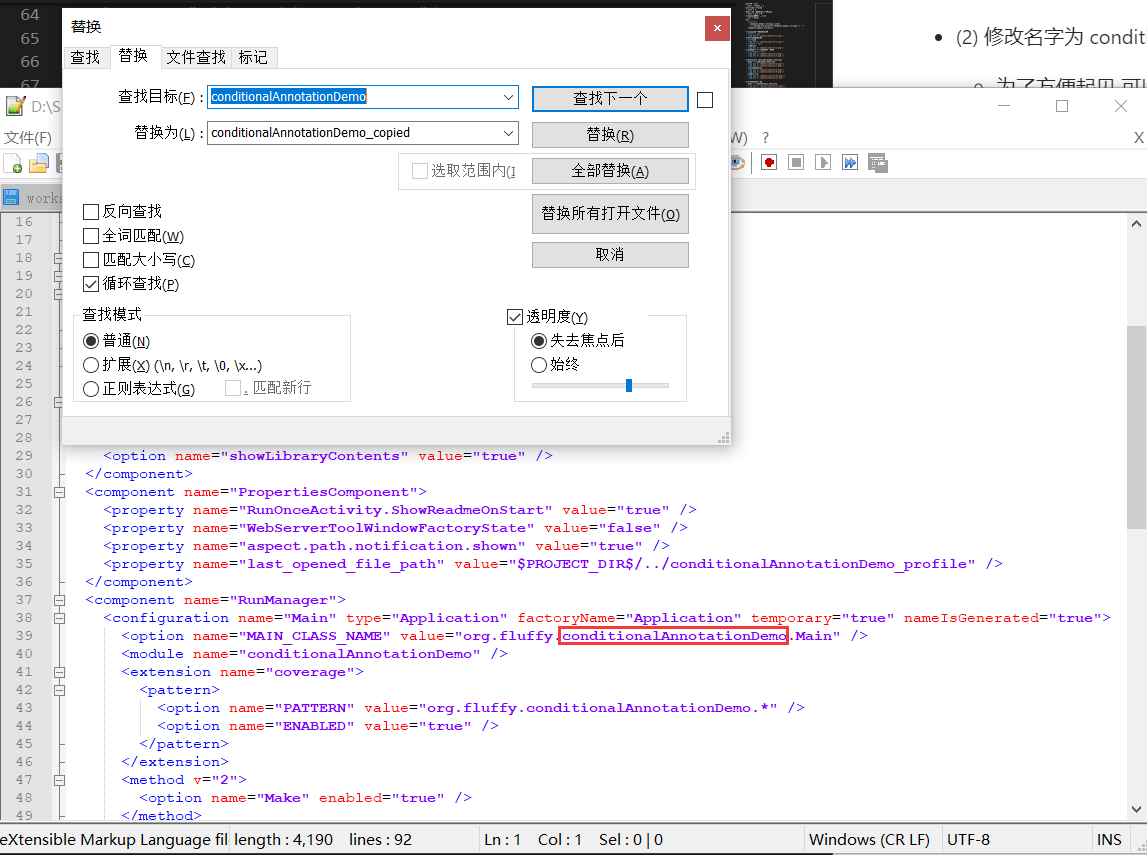 64
65
66
67
(2) 修改名字为 condit
替换
查找 替换 文件查找 标记
查找目标(F) : conditionalAnnotationDemo 查找下一个
替换为(L) : conditionalAnnotationDemo_copied 替换(R)
选取范围内(I 全部替换(A)
替换所有打开文件(O)
取消
反向查找
全词匹配(W)
匹配大小写(C)
循环查找(P)
查找模式
普通(N)
扩展(X) (\n, \r, \t, \0, \x...)
正则表达式(G) . 匹配新行
透明度(Y)
失去焦点后
始终
D:\S
文件(F) W) ? X
works
16
17
18
19
20
21
22
23
24
25
26
27
28
29 <option name="showLibraryContents" value="true" />
30 </component>
31 <component name="PropertiesComponent">
32 <property name="RunOnceActivity.ShowReadmeOnStart" value="true" />
33 <property name="WebServerToolWindowFactoryState" value="false" />
34 <property name="aspect.path.notification.shown" value="true" />
35 <property name="last_opened_file_path" value="$PROJECT_DIR$/../conditionalAnnotationDemo_profile" />
36 </component>
37 <component name="RunManager">
38 <configuration name="Main" type="Application" factoryName="Application" temporary="true" nameIsGenerated="true">
39 <option name="MAIN_CLASS_NAME" value="org.fluffy.conditionalAnnotationDemo.Main" />
40 <module name="conditionalAnnotationDemo" />
41 <extension name="coverage">
42 <pattern>
43 <option name="PATTERN" value="org.fluffy.conditionalAnnotationDemo.*" />
44 <option name="ENABLED" value="true" />
45 </pattern>
46 </extension>
47 <method v="2">
48 <option name="Make" enabled="true" />
49 </method>
eXtensible Markup Language fil length : 4,190 lines : 92 Ln : 1 Col : 1 Sel : 0 | 0 Windows (CR LF) UTF-8 INS